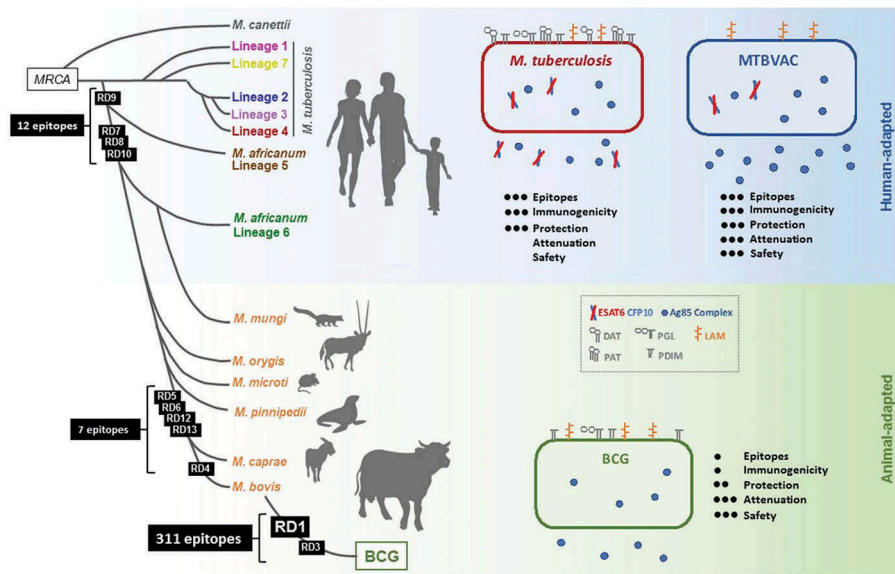 M. canettii
MRCA
Lineage 1
Lineage 7
Lineage 2
Lineage 3
Lineage 4
M. tuberculosis
RD9
12 epitopes
RD7
RD8
RD10
M. africanum
Lineage 5
M. africanum
Lineage 6
M. mungi
M. orygis
M. microti
M. pinnipedii
M. caprae
M. bovis
RD5
RD6
RD12
RD13
7 epitopes
RD4
311 epitopes
RD1
RD3
BCG
M. tuberculosis
Epitopes
Immunogenicity
Protection
Attenuation
Safety
MTBVAC
Epitopes
Immunogenicity
Protection
Attenuation
Safety
Human-adapted
ESAT6 CFP10 Ag85 Complex
DAT PGL LAM
PAT PDIM
BCG
Epitopes
Immunogenicity
Protection
Attenuation
Safety
Animal-adapted